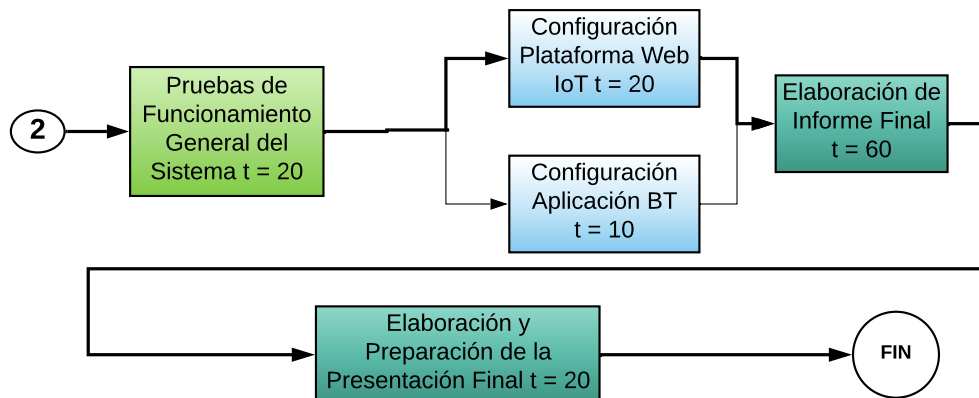 2
Pruebas de
Funcionamiento
General del
Sistema t = 20
Configuración
Plataforma Web
IoT t = 20
Configuración
Aplicación BT
t = 10
Elaboración de
Informe Final
t = 60
Elaboración y
Preparación de la
Presentación Final t = 20
FIN